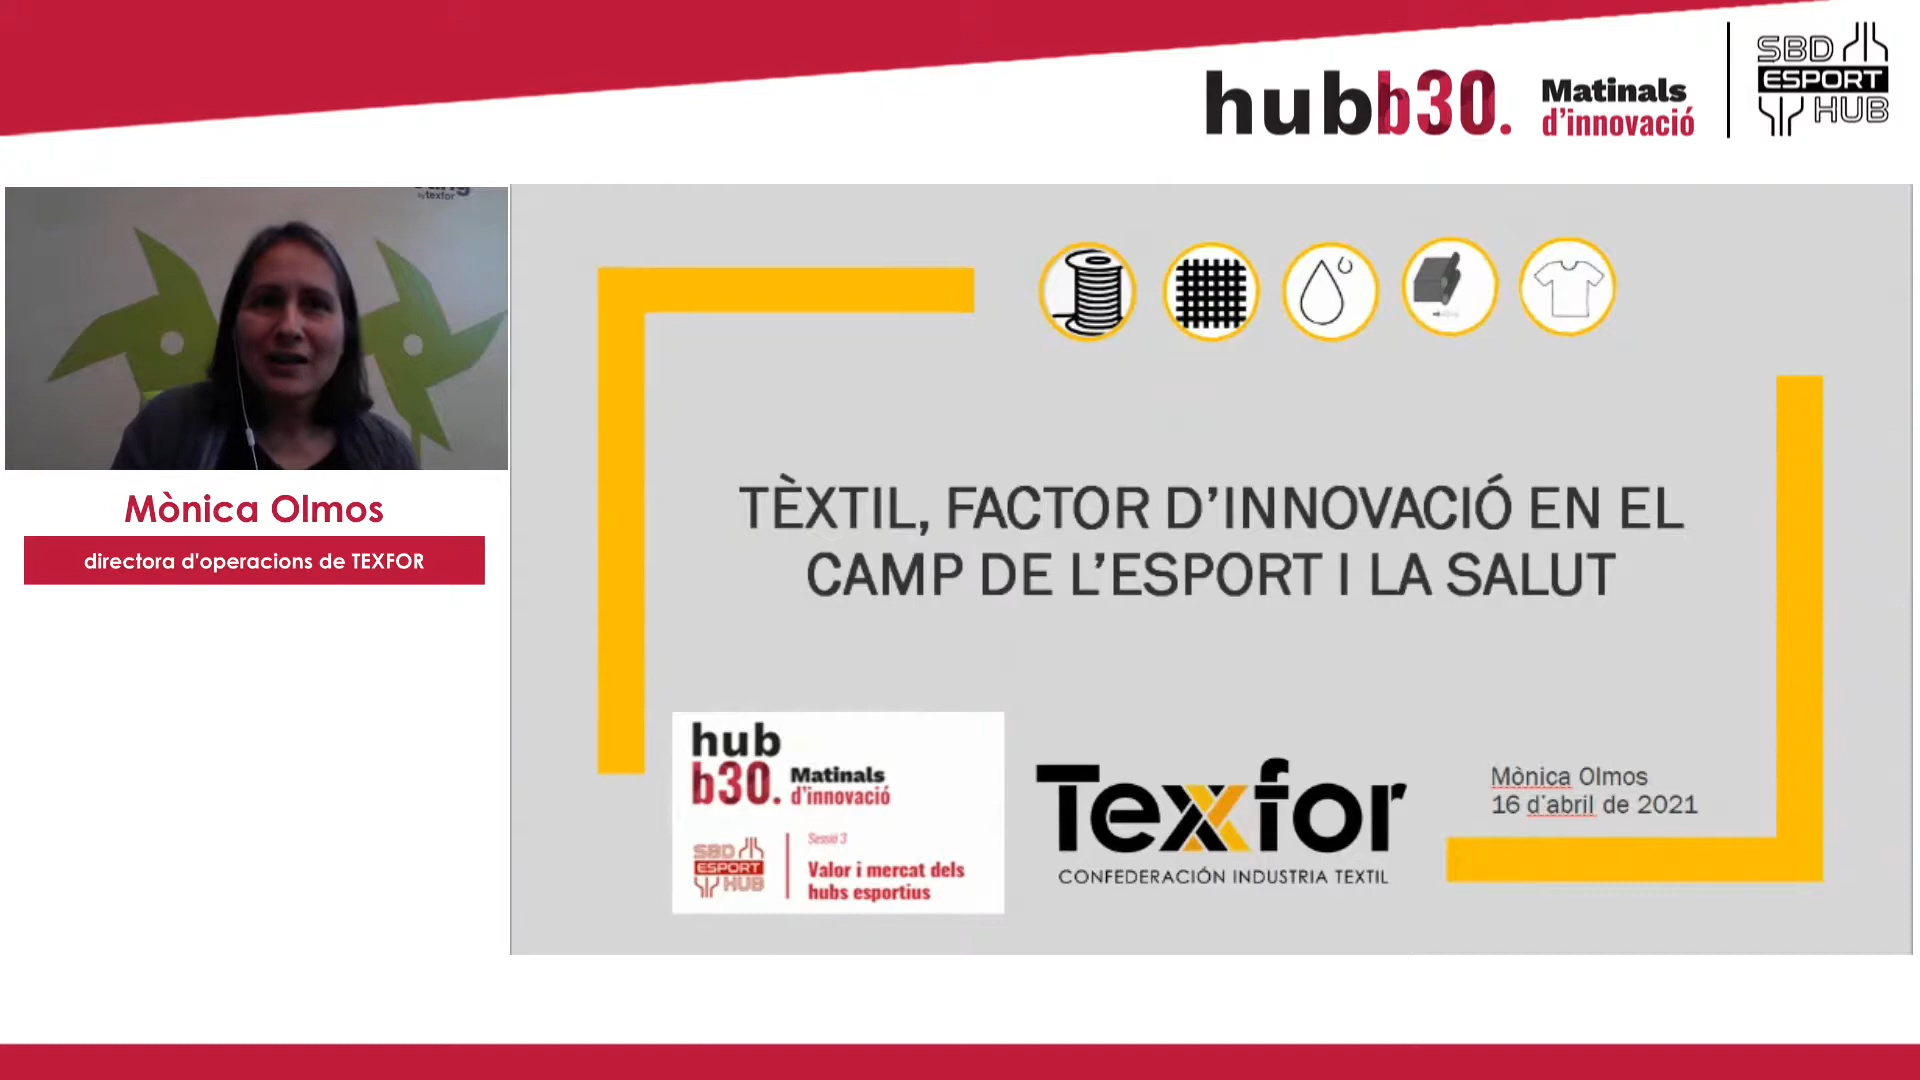 hubb30.
Matinals
d'innovació
SBD
ESPORT
HUB
by texfor
Mònica Olmos
directora d'operacions de TEXFOR
TÈXTIL, FACTOR D'INNOVACIÓ EN EL
CAMP DE L'ESPORT I LA SALUT
hub
b30.
Matinals
d'innovació
SBD
ESPORT
HUB
Sessió 3
Valor i mercat dels
hubs esportius
Texfor
CONFEDERACIÓN INDUSTRIA TEXTIL
Mònica Olmos
16 d'abril de 2021